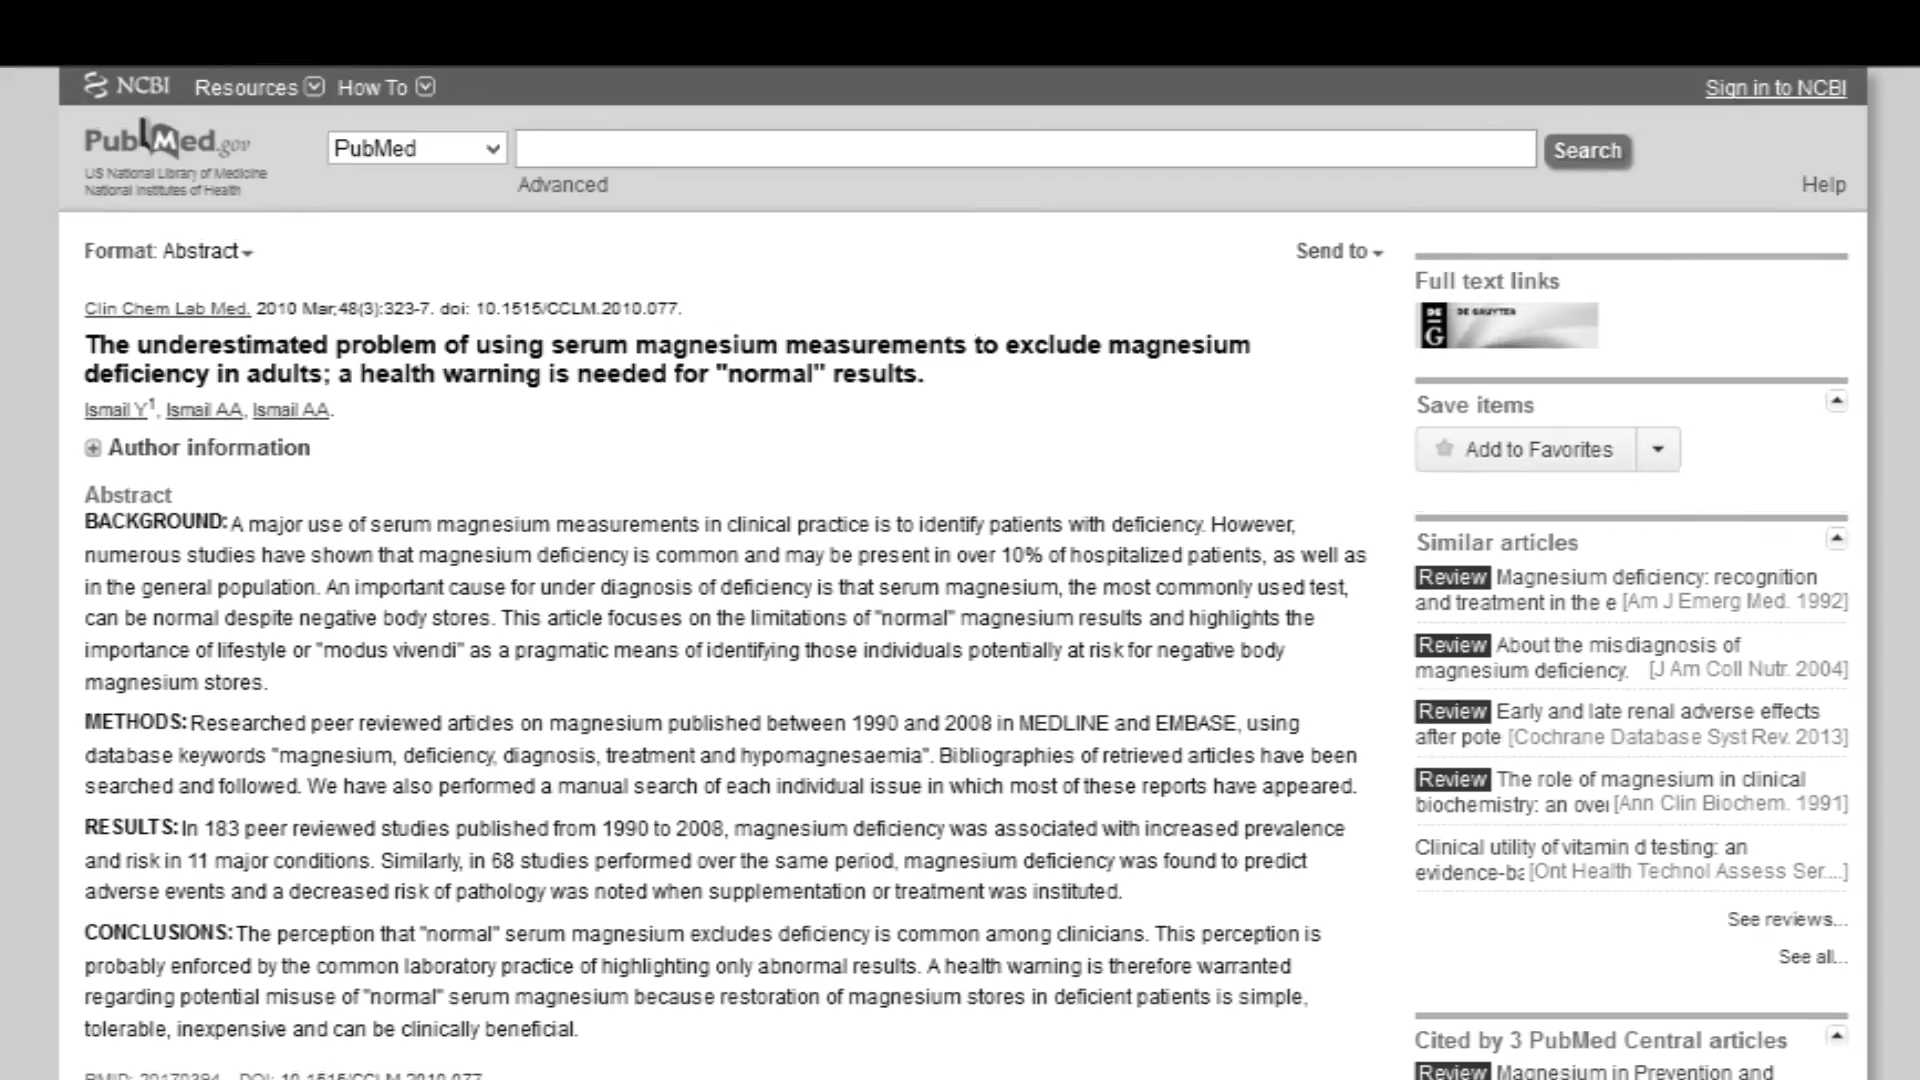 NCBI Resources How To Sign in to NCBI
PubMed.gov
US National Library of Medicine
National Institutes of Health
PubMed
Search
Advanced
Help
Format: Abstract
Send to
Clin Chem Lab Med. 2010 Mar;48(3):323-7. doi: 10.1515/CCLM.2010.077.
The underestimated problem of using serum magnesium measurements to exclude magnesium
deficiency in adults; a health warning is needed for "normal" results.
Ismail Y1, Ismail AA, Ismail AA.
Author information
Abstract
BACKGROUND: A major use of serum magnesium measurements in clinical practice is to identify patients with deficiency. However,
numerous studies have shown that magnesium deficiency is common and may be present in over 10% of hospitalized patients, as well as
in the general population. An important cause for under diagnosis of deficiency is that serum magnesium, the most commonly used test,
can be normal despite negative body stores. This article focuses on the limitations of "normal" magnesium results and highlights the
importance of lifestyle or "modus vivendi" as a pragmatic means of identifying those individuals potentially at risk for negative body
magnesium stores.
METHODS: Researched peer reviewed articles on magnesium published between 1990 and 2008 in MEDLINE and EMBASE, using
database keywords "magnesium, deficiency, diagnosis, treatment and hypomagnesaemia". Bibliographies of retrieved articles have been
searched and followed. We have also performed a manual search of each individual issue in which most of these reports have appeared.
RESULTS: In 183 peer reviewed studies published from 1990 to 2008, magnesium deficiency was associated with increased prevalence
and risk in 11 major conditions. Similarly, in 68 studies performed over the same period, magnesium deficiency was found to predict
adverse events and a decreased risk of pathology was noted when supplementation or treatment was instituted.
CONCLUSIONS: The perception that "normal" serum magnesium excludes deficiency is common among clinicians. This perception is
probably enforced by the common laboratory practice of highlighting only abnormal results. A health warning is therefore warranted
regarding potential misuse of "normal" serum magnesium because restoration of magnesium stores in deficient patients is simple,
tolerable, inexpensive and can be clinically beneficial.
Full text links
DE G DE GRUYTER
Save items
Add to Favorites
Similar articles
Review Magnesium deficiency: recognition
and treatment in the e [Am J Emerg Med. 1992]
Review About the misdiagnosis of
magnesium deficiency. [J Am Coll Nutr. 2004]
Review Early and late renal adverse effects
after pote [Cochrane Database Syst Rev. 2013]
Review The role of magnesium in clinical
biochemistry: an over [Ann Clin Biochem. 1991]
Clinical utility of vitamin d testing: an
evidence-ba [Ont Health Technol Assess Ser....]
See reviews...
See all...
Cited by 3 PubMed Central articles
Review Magnesium in Prevention and